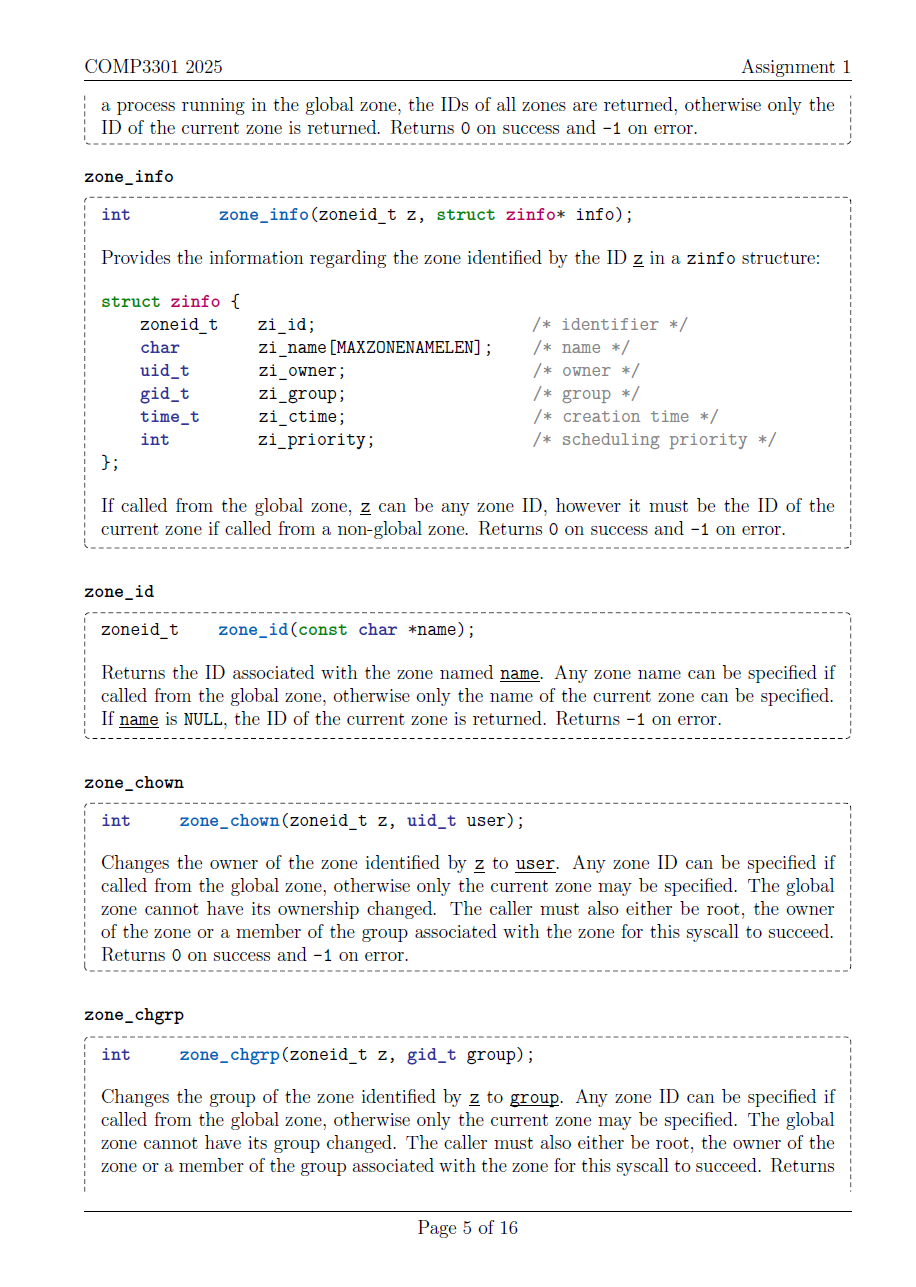 COMP3301 2025 Assignment 1
a process running in the global zone, the IDs of all zones are returned, otherwise only the
ID of the current zone is returned. Returns 0 on success and -1 on error.
zone_info
int zone_info(zoneid_t z, struct zinfo* info);
Provides the information regarding the zone identified by the ID z in a zinfo structure:
struct zinfo {
zoneid_t zi_id; /* identifier */
char zi_name[MAXZONENAMELEN]; /* name */
uid_t zi_owner; /* owner */
gid_t zi_group; /* group */
time_t zi_ctime; /* creation time */
int zi_priority; /* scheduling priority */
};
If called from the global zone, z can be any zone ID, however it must be the ID of the
current zone if called from a non-global zone. Returns 0 on success and -1 on error.
zone_id
zoneid_t zone_id(const char *name);
Returns the ID associated with the zone named name. Any zone name can be specified if
called from the global zone, otherwise only the name of the current zone can be specified.
If name is NULL, the ID of the current zone is returned. Returns -1 on error.
zone_chown
int zone_chown(zoneid_t z, uid_t user);
Changes the owner of the zone identified by z to user. Any zone ID can be specified if
called from the global zone, otherwise only the current zone may be specified. The global
zone cannot have its ownership changed. The caller must also either be root, the owner
of the zone or a member of the group associated with the zone for this syscall to succeed.
Returns 0 on success and -1 on error.
zone_chgrp
int zone_chgrp(zoneid_t z, gid_t group);
Changes the group of the zone identified by z to group. Any zone ID can be specified if
called from the global zone, otherwise only the current zone may be specified. The global
zone cannot have its group changed. The caller must also either be root, the owner of the
zone or a member of the group associated with the zone for this syscall to succeed. Returns
Page 5 of 16